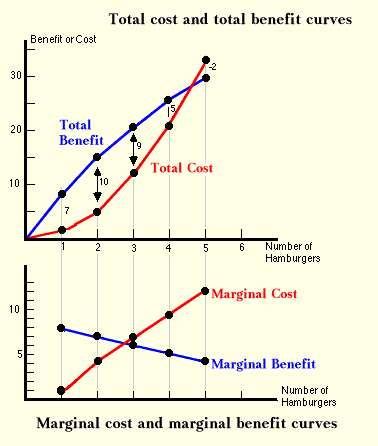 Total cost and total benefit curves
Benefit or Cost
30
20
10
Total
Benefit
Total Cost
7
10
9
5
-2
1 2 3 4 5 6
Number of
Hamburgers
10
5
Marginal Cost
Marginal Benefit
1 2 3 4 5 6
Number of
Hamburgers
Marginal cost and marginal benefit curves